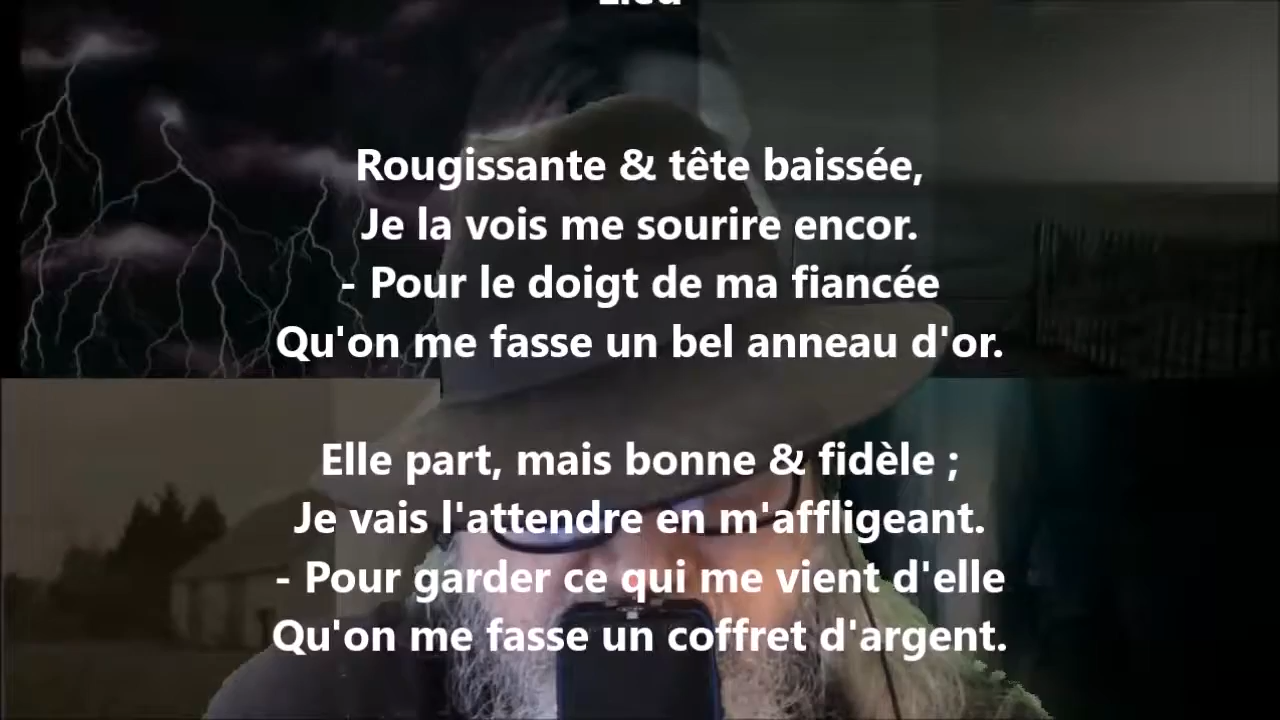 Rougissante & tête baissée,
Je la vois me sourire encor.
- Pour le doigt de ma fiancée
Qu'on me fasse un bel anneau d'or.
Elle part, mais bonne & fidèle ;
Je vais l'attendre en m'affligeant.
- Pour garder ce qui me vient d'elle
Qu'on me fasse un coffret d'argent.